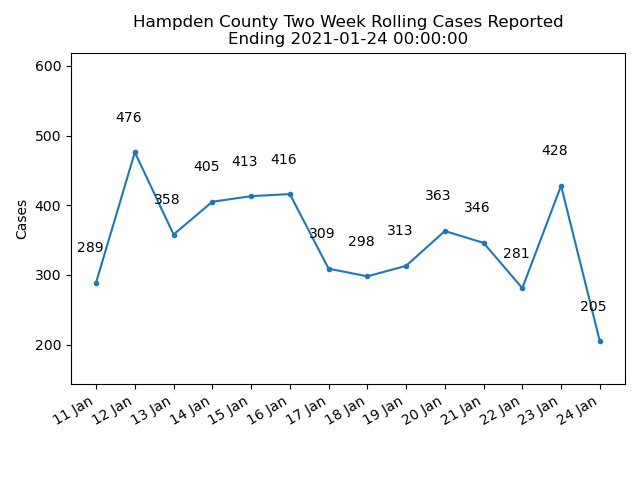 Hampden County Two Week Rolling Cases Reported
Ending 2021-01-24 00:00:00
Cases
600
500
400
300
200
289
476
358
405
413
416
309
298
313
363
346
281
428
205
11 Jan
12 Jan
13 Jan
14 Jan
15 Jan
16 Jan
17 Jan
18 Jan
19 Jan
20 Jan
21 Jan
22 Jan
23 Jan
24 Jan